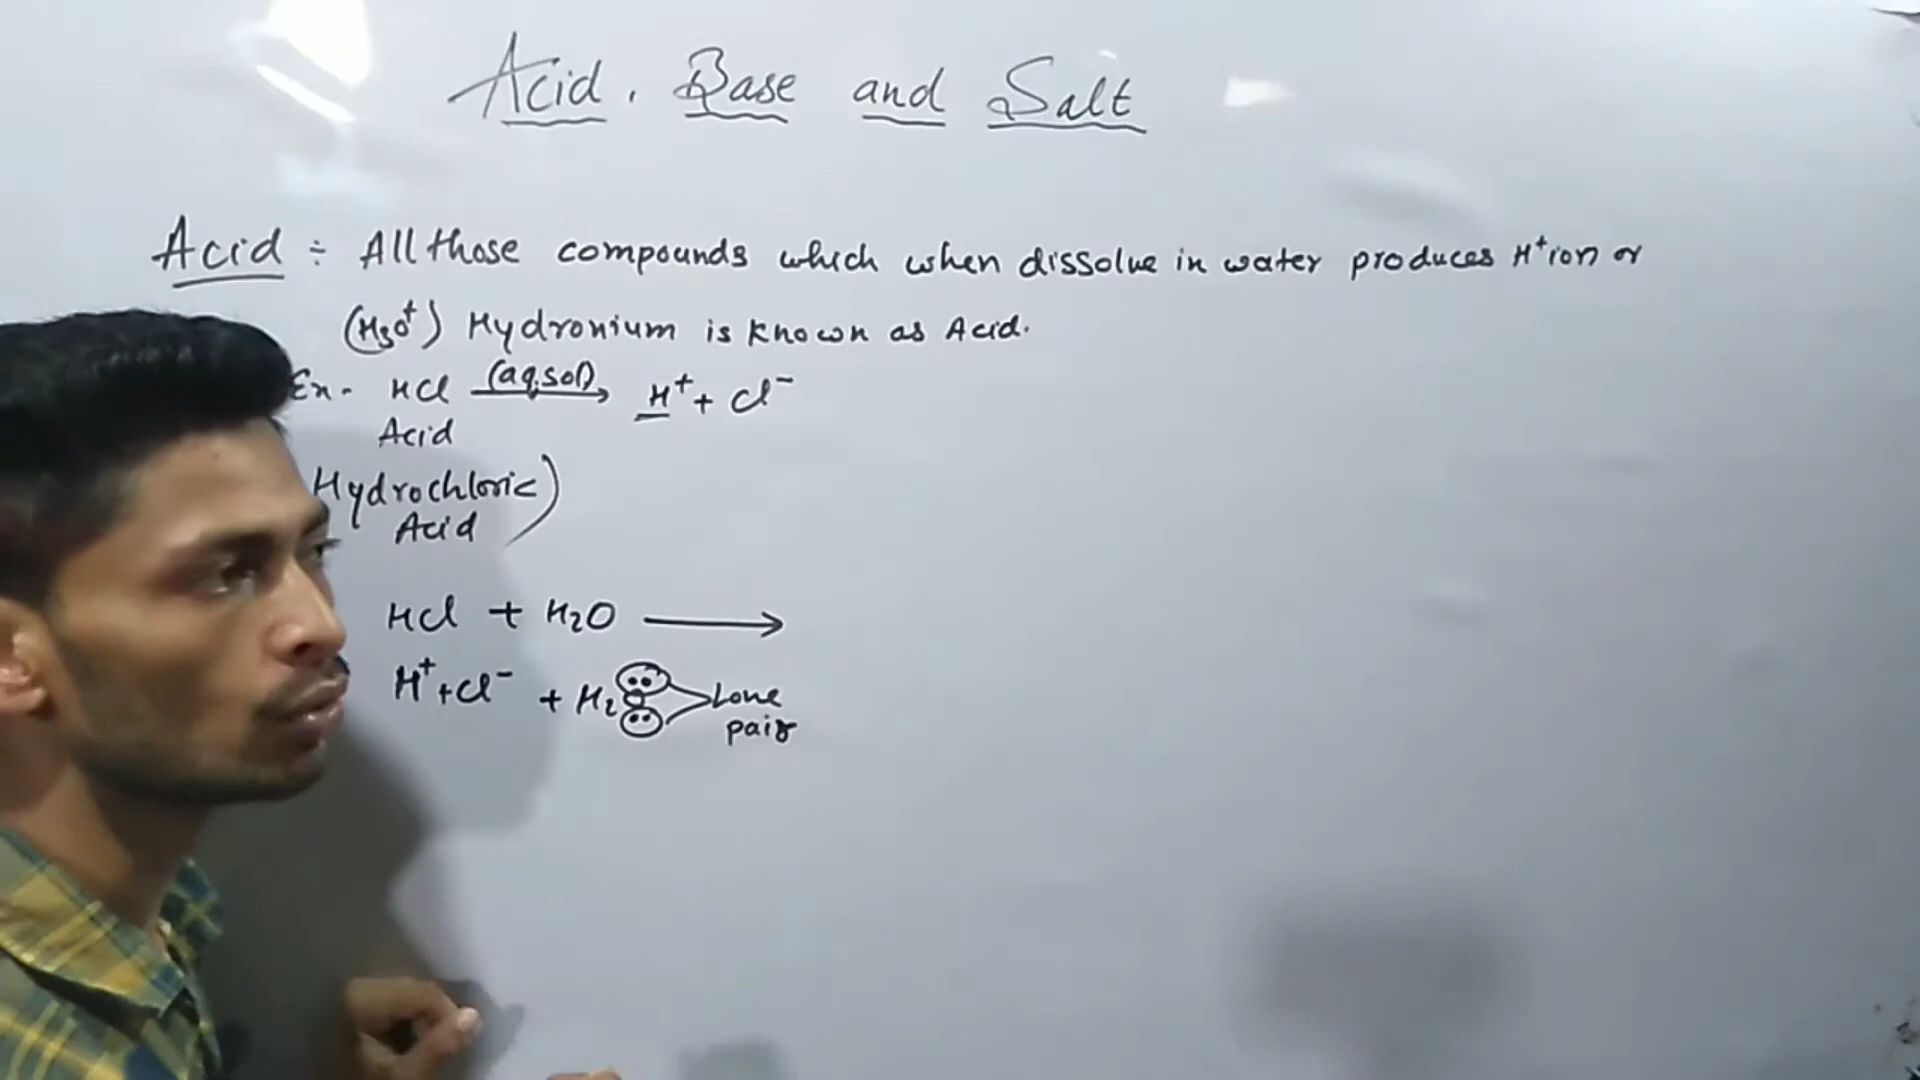 Acid, Base and Salt
Acid ÷ All those compounds which when dissolve in water produces H⁺ ion or
(H₃O⁺) Hydronium is known as Acid.
Ex- HCl (aq.sol) → H⁺ + Cl⁻
Acid
Hydrochloric)
Acid
HCl + H₂O →
H⁺+Cl⁻ + H₂O Lone
pair